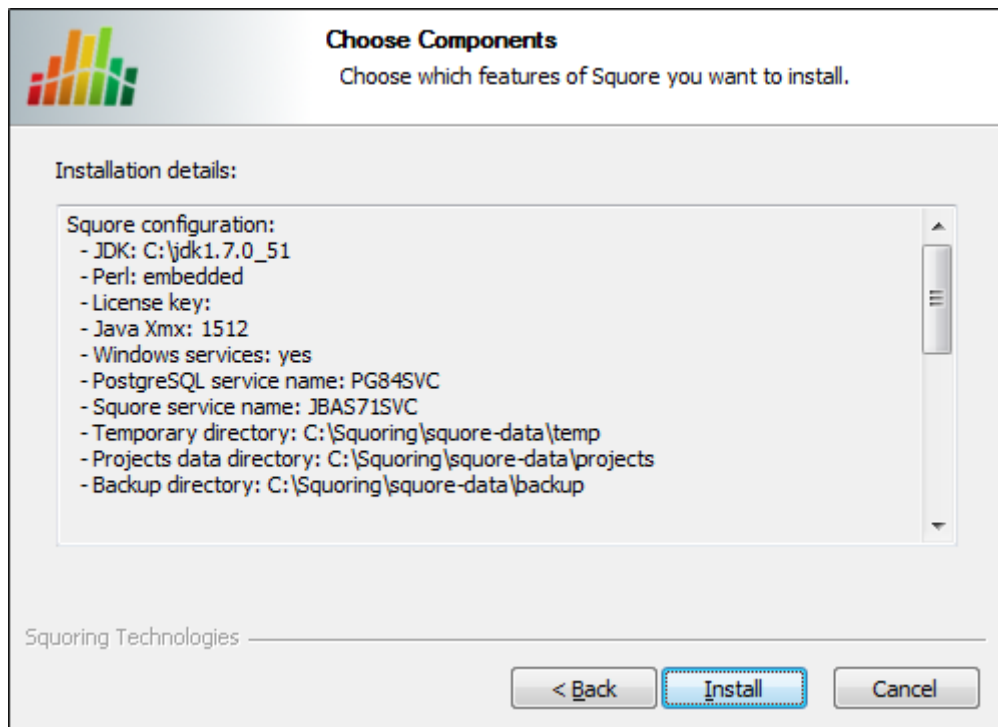 Choose Components
Choose which features of Squore you want to install.
Installation details:
Squore configuration:
- JDK: C:\jdk1.7.0_51
- Perl: embedded
- License key:
- Java Xmx: 1512
- Windows services: yes
- PostgreSQL service name: PG84SVC
- Squore service name: JBAS71SVC
- Temporary directory: C:\Squoring\squore-data\temp
- Projects data directory: C:\Squoring\squore-data\projects
- Backup directory: C:\Squoring\squore-data\backup
Squoring Technologies
< Back Install Cancel